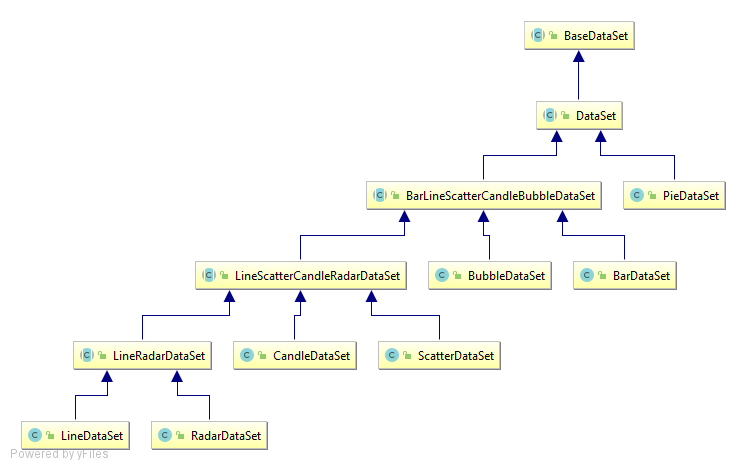 C BaseDataSet
C DataSet
C BarLineScatterCandleBubbleDataSet
C PieDataSet
C LineScatterCandleRadarDataSet
C BubbleDataSet
C BarDataSet
C LineRadarDataSet
C CandleDataSet
C ScatterDataSet
C LineDataSet
C RadarDataSet
Powered by yFiles